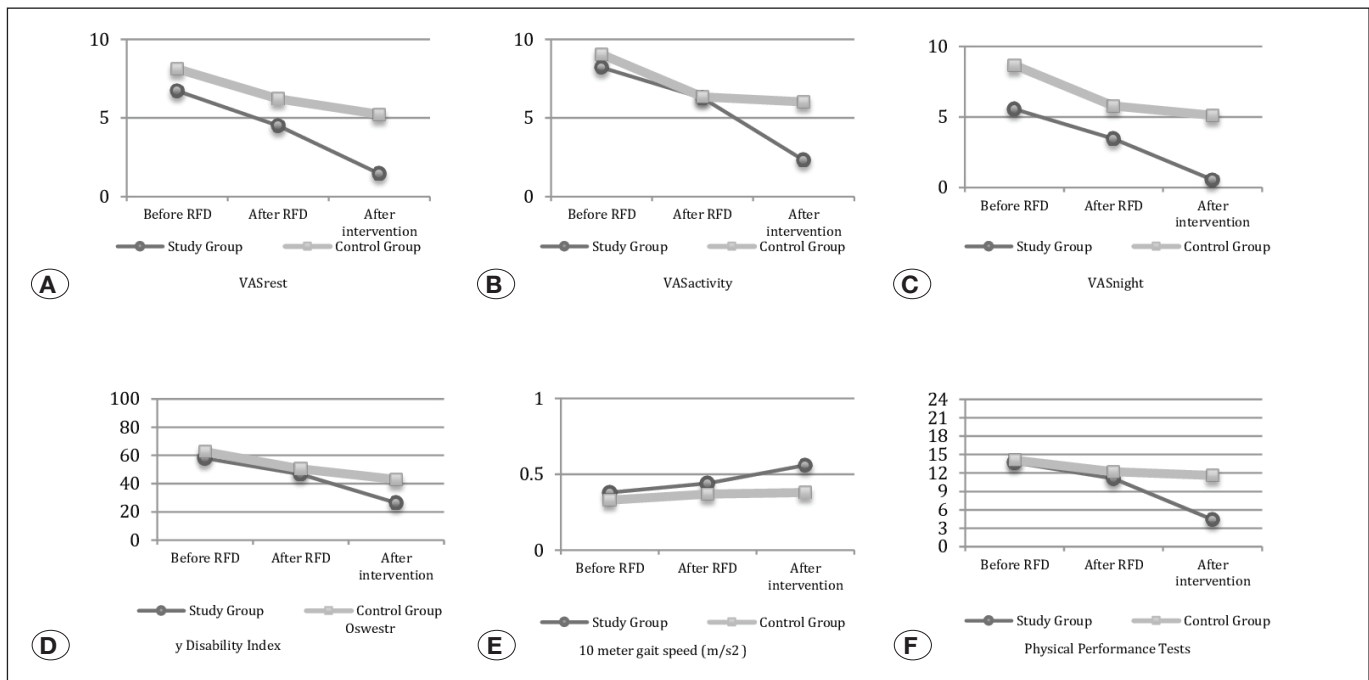 10
5
0
Before RFD After RFD After
intervention
Study Group Control Group
A VASrest
10
5
0
Before RFD After RFD After
intervention
Study Group Control Group
B VASactivity
10
5
0
Before RFD After RFD After
intervention
Study Group Control Group
C VASnight
100
80
60
40
20
0
Before RFD After RFD After
intervention
Study Group Control Group
Oswestr
D y Disability Index
1
0.5
0
Before RFD After RFD After
intervention
Study Group Control Group
E 10 meter gait speed (m/s2 )
24
21
18
15
12
9
6
3
0
Before RFD After RFD After
intervention
Study Group Control Group
F Physical Performance Tests